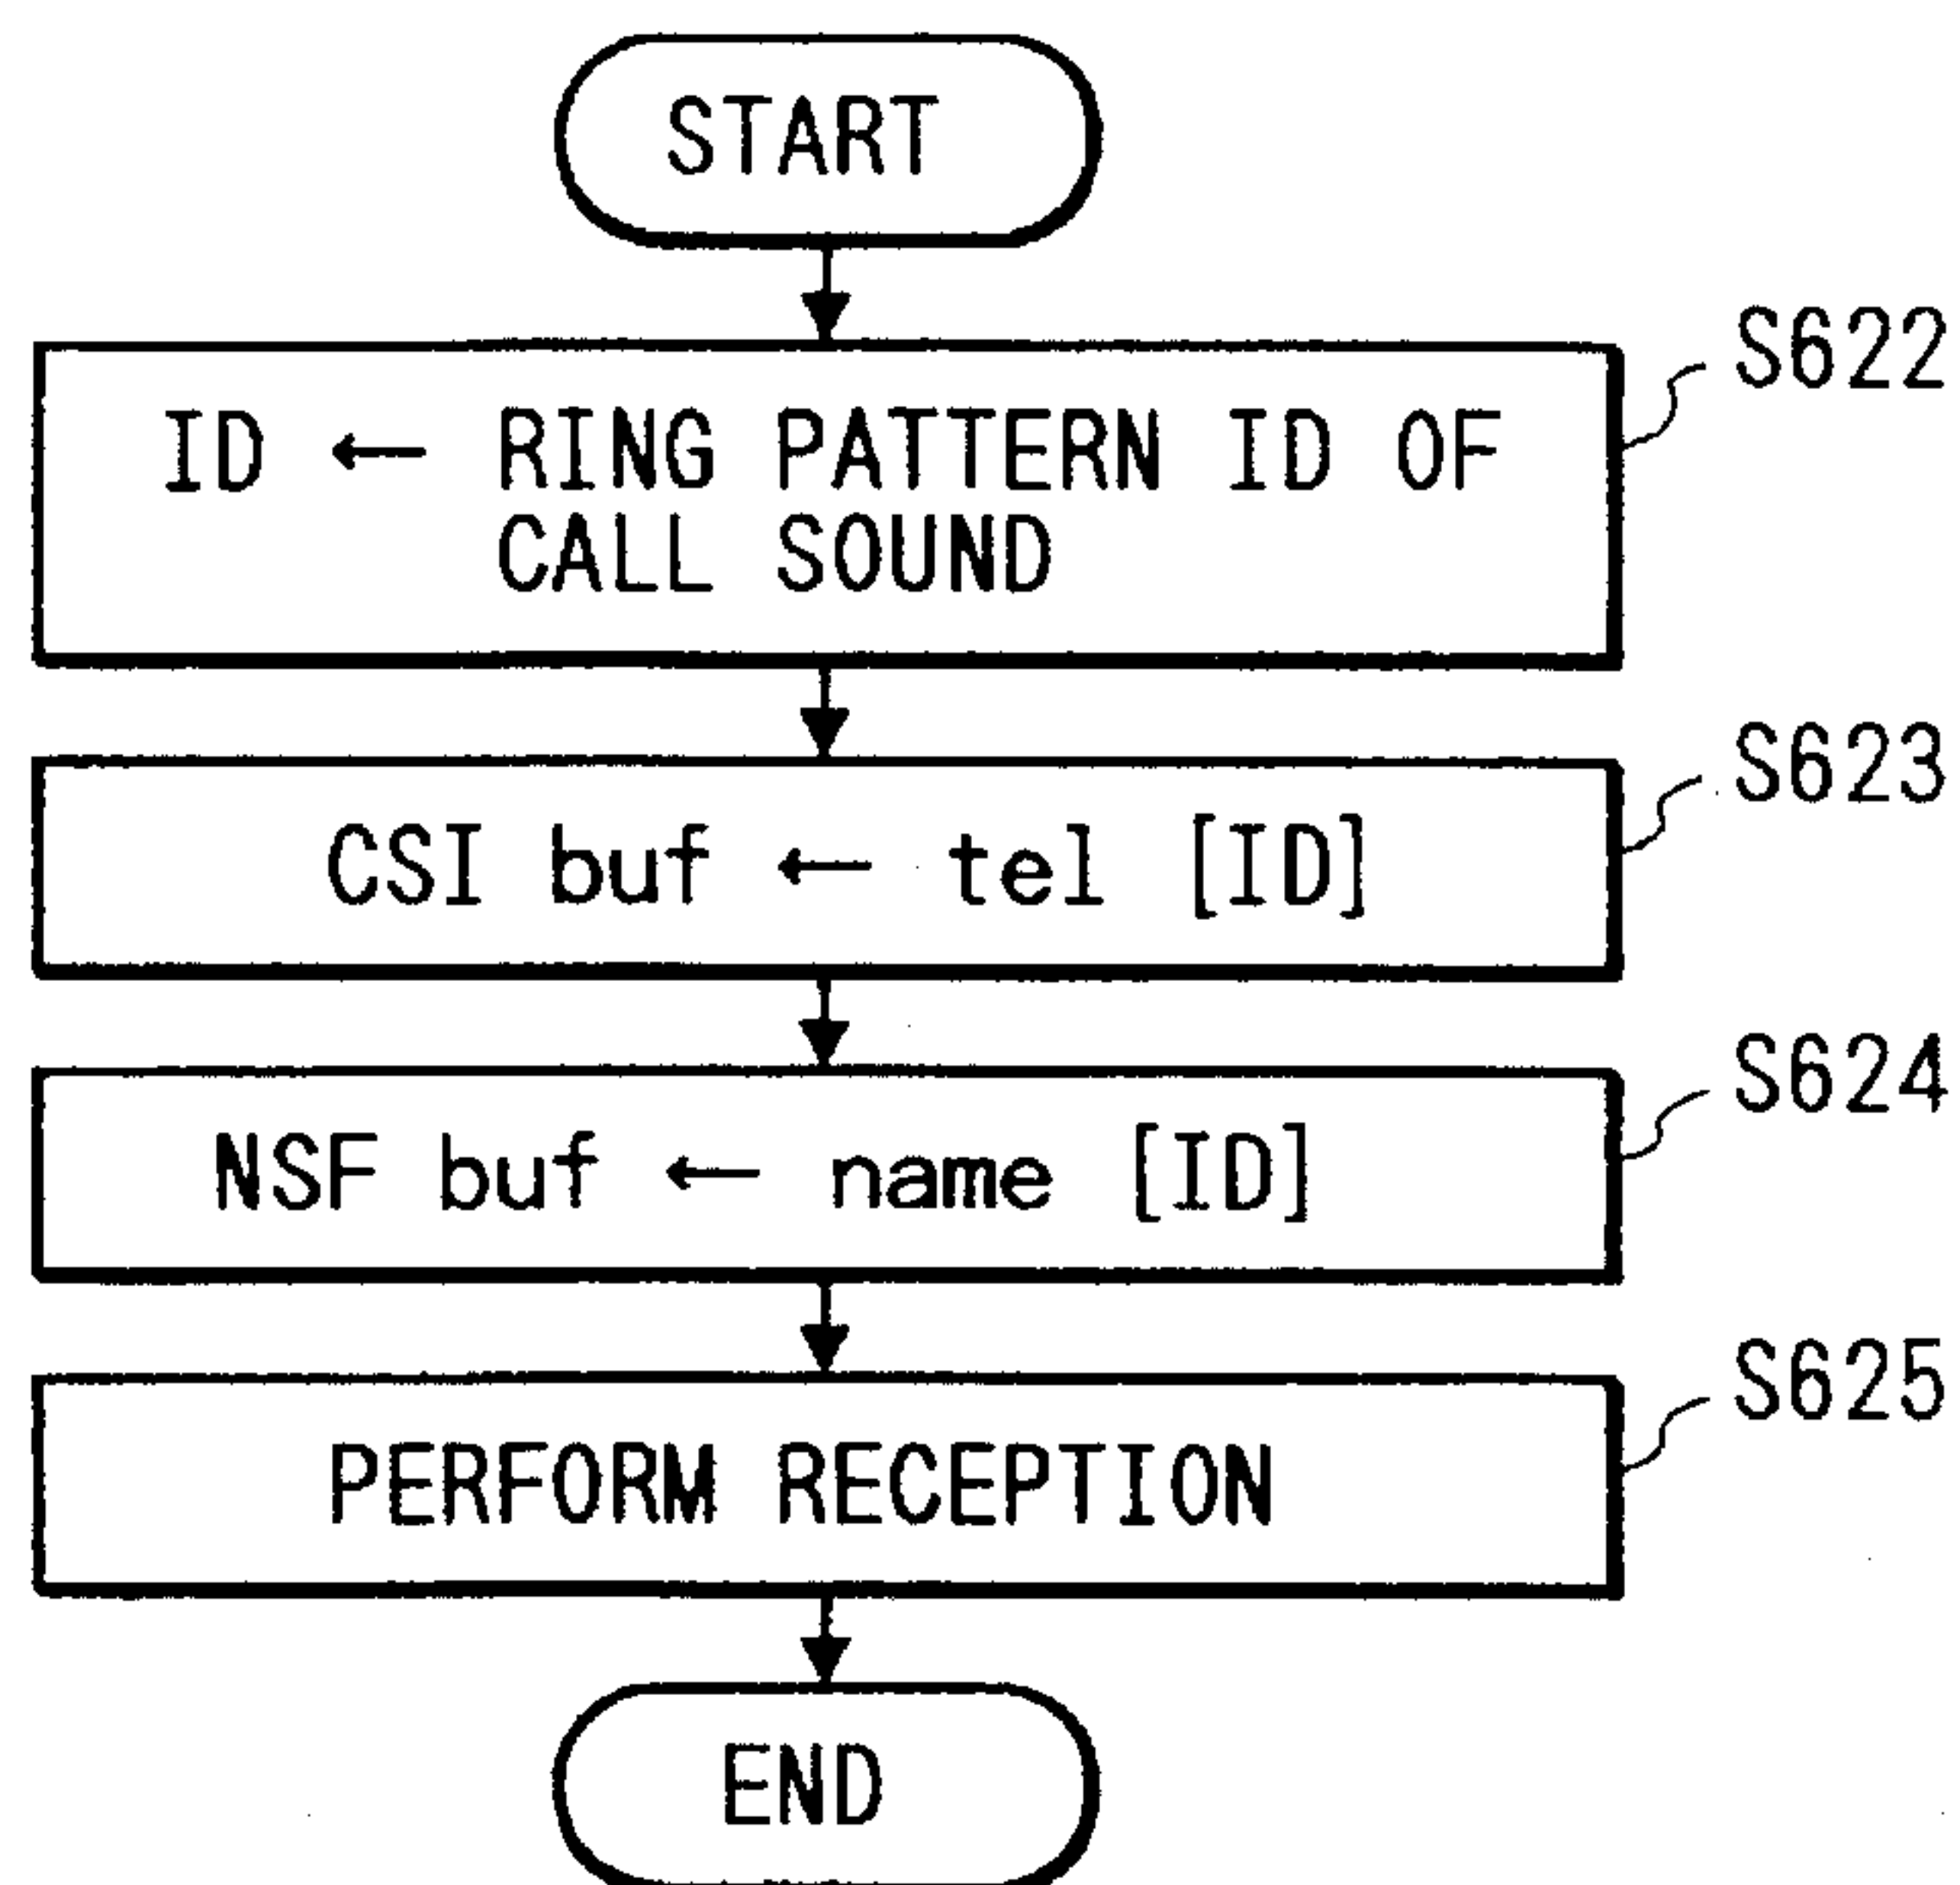 START
S622
ID ← RING PATTERN ID OF
CALL SOUND
S623
CSI buf ← tel [ID]
S624
NSF buf ← name [ID]
S625
PERFORM RECEPTION
END